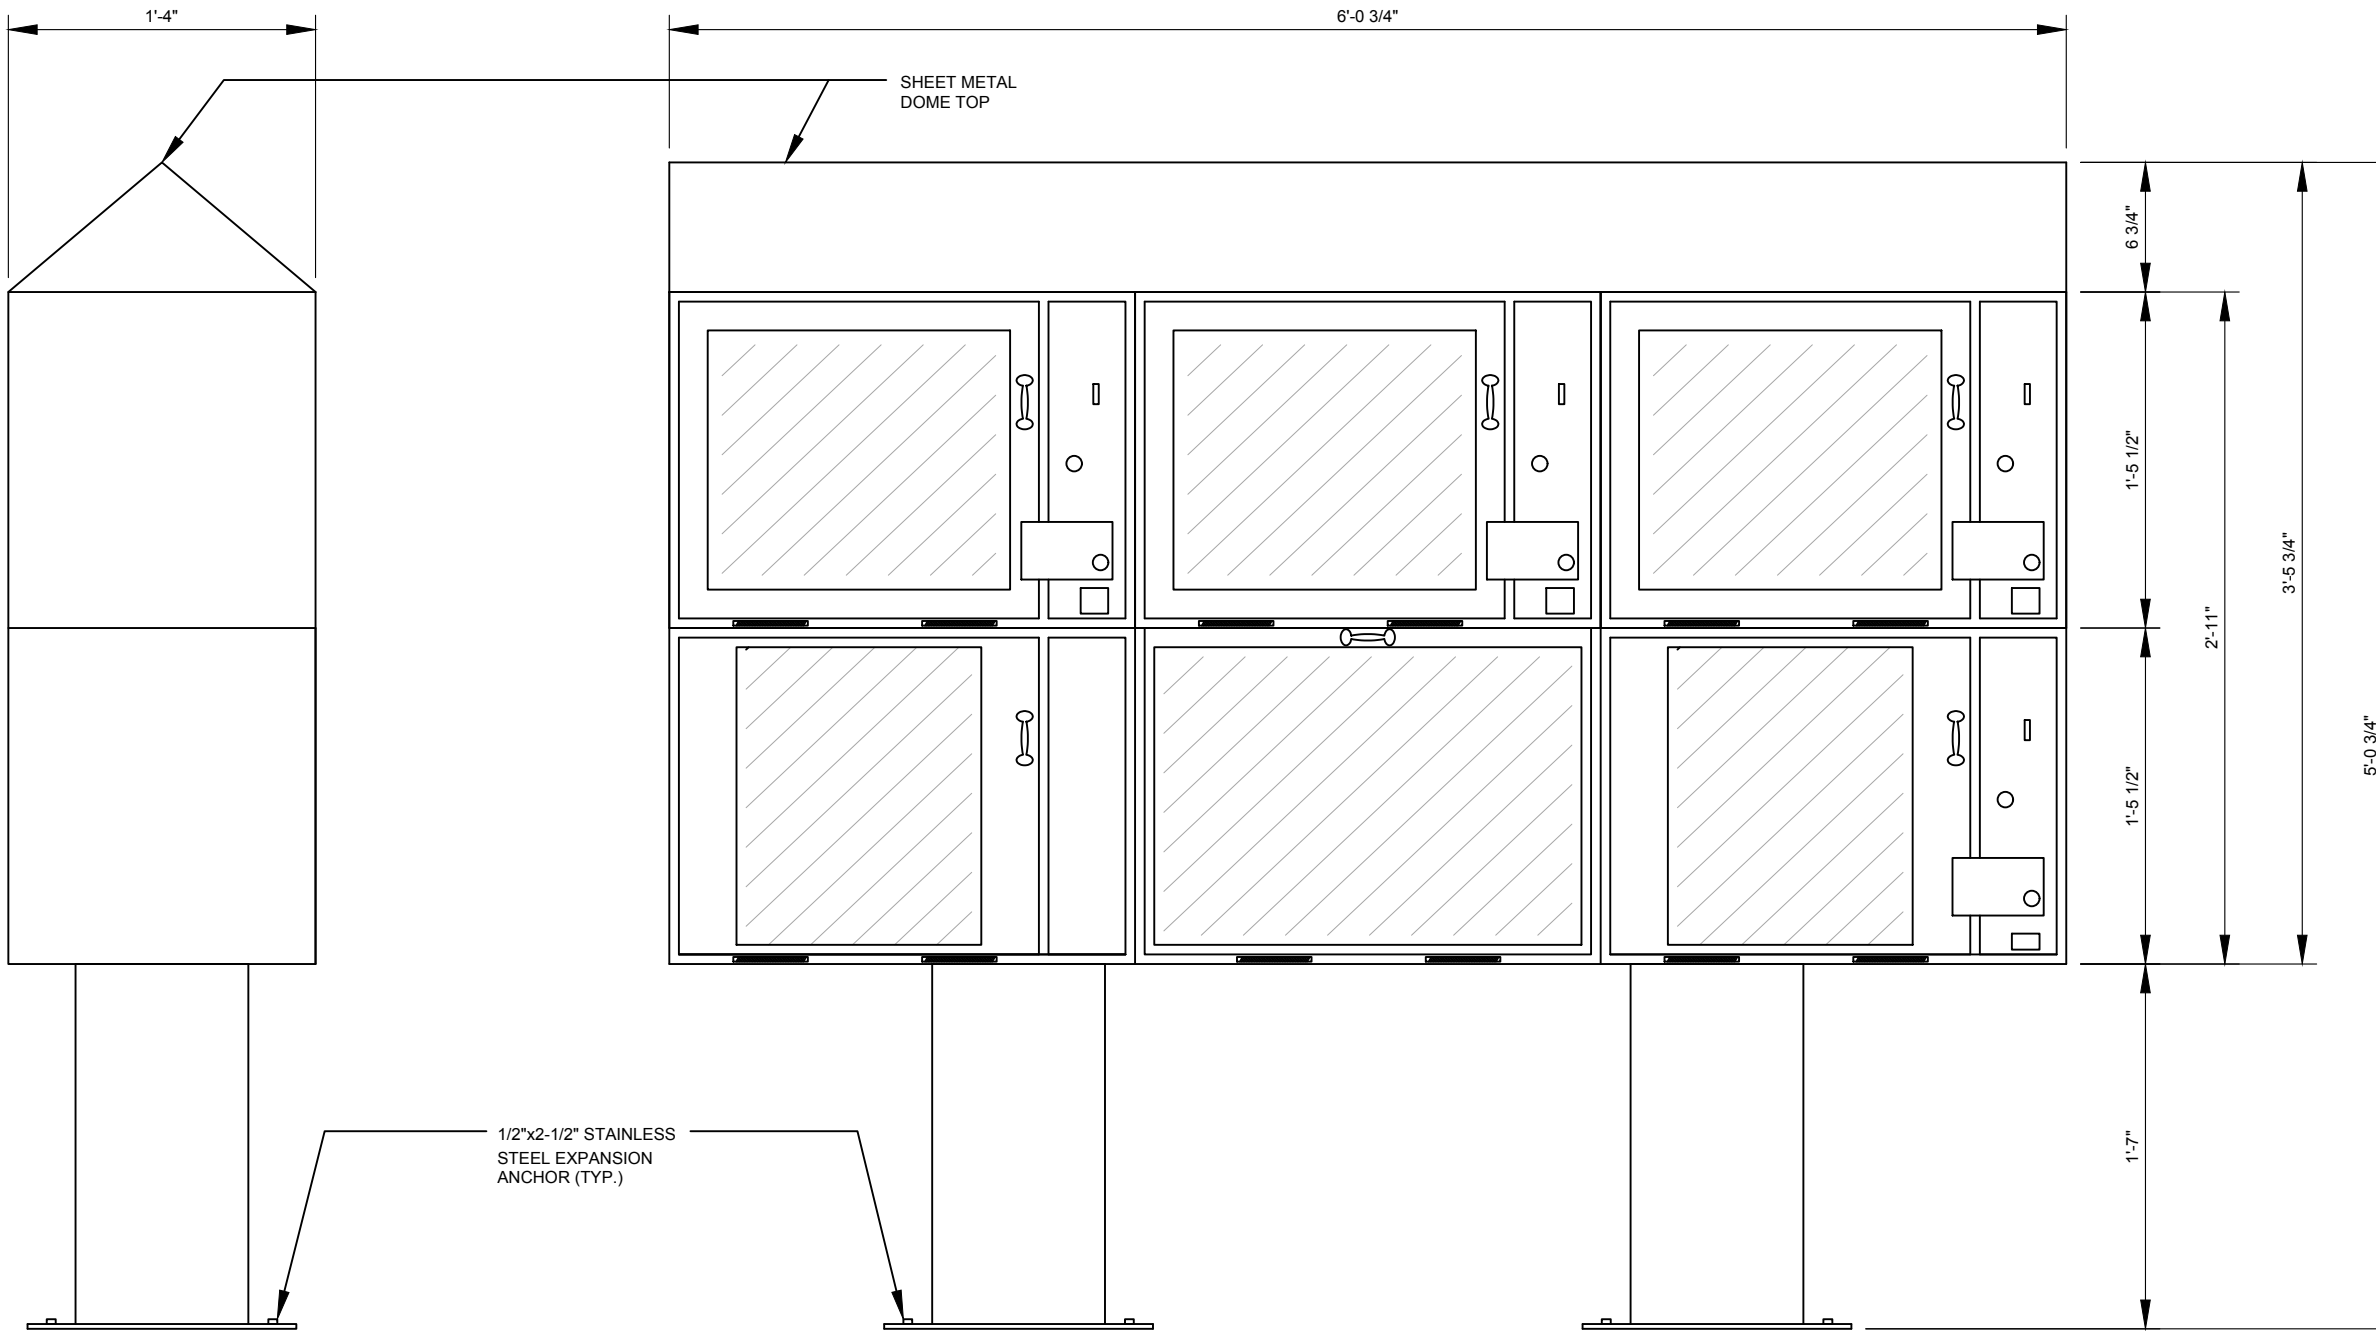 1'-4"
6'-0 3/4"
SHEET METAL
DOME TOP
6 3/4"
1'-5 1/2"
3'-5 3/4"
2'-11"
5'-0 3/4"
1'-5 1/2"
1'-7"
1/2"x2-1/2" STAINLESS
STEEL EXPANSION
ANCHOR (TYP.)